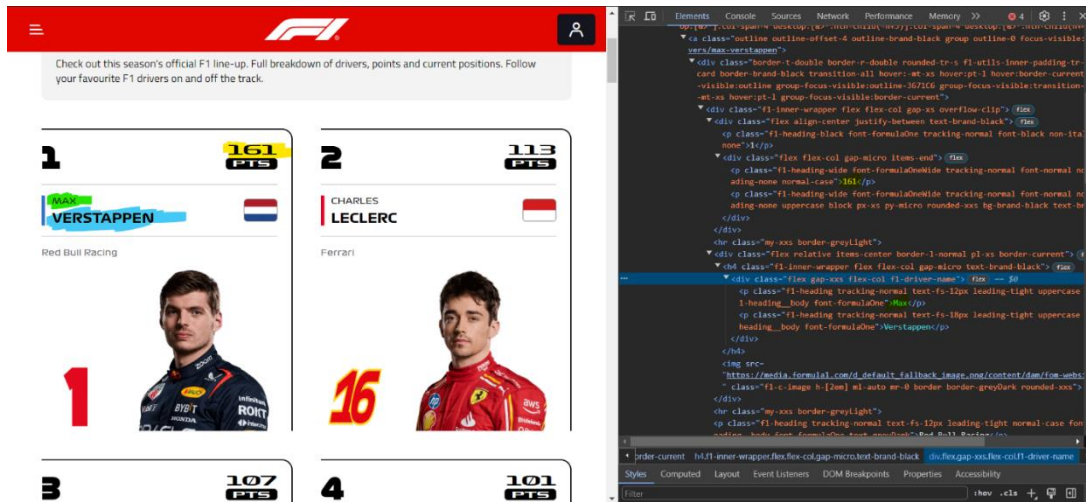 Elements Console Sources Network Performance Memory 4
F1
Check out this season's official F1 line-up. Full breakdown of drivers, points and current positions. Follow
your favourite F1 drivers on and off the track.
1
161
PTS
MAX
VERSTAPPEN
Red Bull Racing
1
2
113
PTS
CHARLES
LECLERC
Ferrari
16
3
107
PTS
4
101
PTS
<a class="outline outline-offset-4 outline-brand-black group outline-0 focus-visible:
vers/max-verstappen">
<div class="border-t-double border-r-double rounded-tr-s f1-utils-inner-padding-tr-
card border-brand-black transition-all hover:-mt-xs hover:pt-l hover:border-current
-visible:outline group-focus-visible:outline-3671C6 group-focus-visible:transition-
-mt-xs hover:pt-l group-focus-visible:border-current">
<div class="f1-inner-wrapper flex flex-col gap-xs overflow-clip"> flex
<div class="flex align-center justify-between text-brand-black"> flex
<p class="f1-heading-black font-formulaOne tracking-normal font-black non-ita
none">1</p>
<div class="flex flex-col gap-micro items-end"> flex
<p class="f1-heading-wide font-formulaOneWide tracking-normal font-normal no
ading-none normal-case">161</p>
<p class="f1-heading-wide font-formulaOneWide tracking-normal font-normal no
ading-none uppercase block px-xs py-micro rounded-xxs bg-brand-black text-br
</div>
</div>
<hr class="my-xxs border-greyLight">
<div class="flex relative items-center border-l-normal pl-xs border-current">
<h4 class="f1-inner-wrapper flex flex-col gap-micro text-brand-black"> flex
<div class="flex gap-xxs flex-col f1-driver-name"> flex == $0
<p class="f1-heading tracking-normal text-fs-12px leading-tight uppercase
1-heading__body font-formulaOne">Max</p>
<p class="f1-heading tracking-normal text-fs-18px leading-tight uppercase
heading__body font-formulaOne">Verstappen</p>
</div>
</h4>
<img src=
"https://media.formula1.com/d_default_fallback_image.png/content/dam/fom-webs
" class="f1-c-image h-[2em] ml-auto mr-0 border border-greyDark rounded-xxs">
</div>
<hr class="my-xxs border-greyLight">
<p class="f1-heading tracking-normal text-fs-12px leading-tight normal-case fon
order-current h4.f1-inner-wrapper.flex.flex-col.gap-micro.text-brand-black div.flex.gap-xxs.flex-col.f1-driver-name
Styles Computed Layout Event Listeners DOM Breakpoints Properties Accessibility
Filter :hov .cls